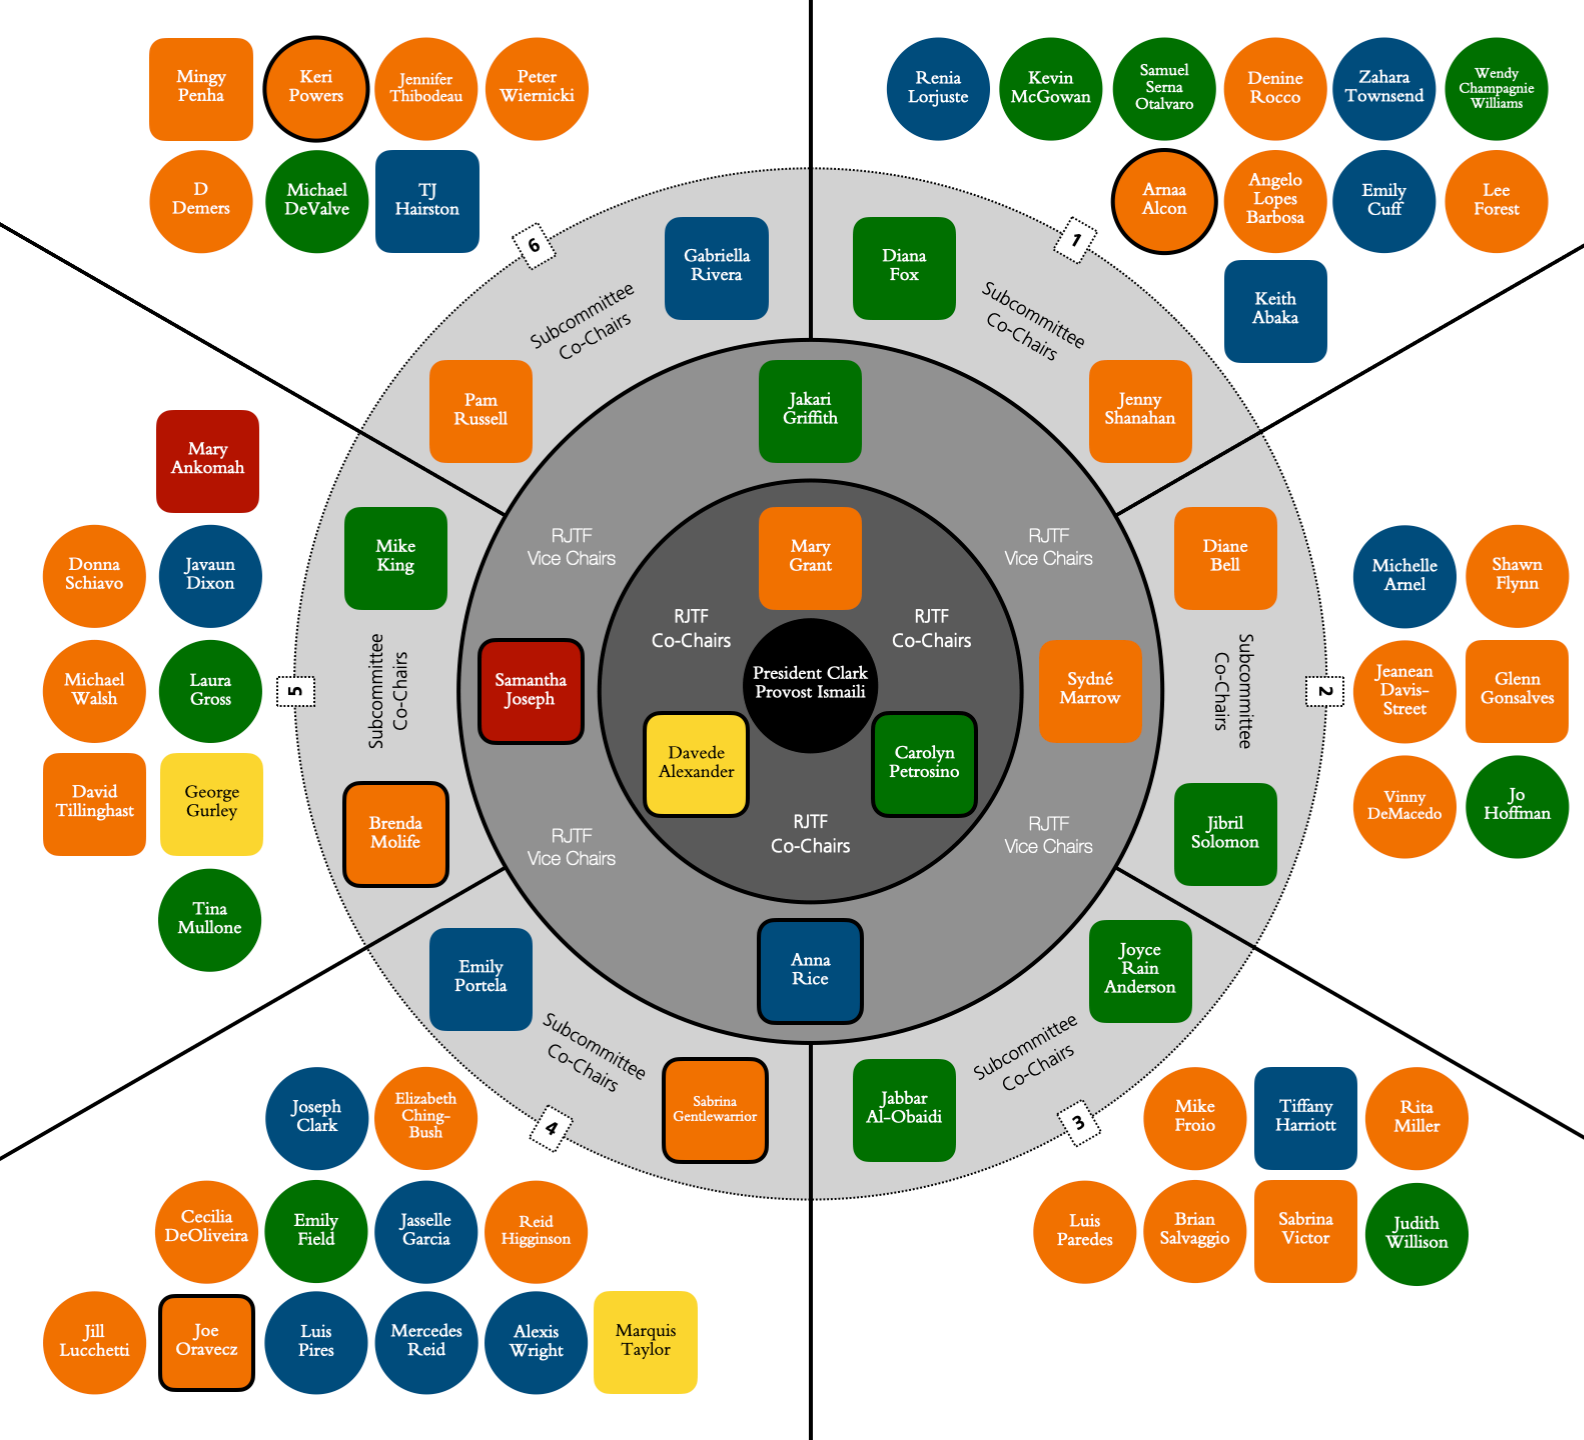 Mingy
Penha
Keri
Powers
Jennifer
Thibodeau
Peter
Wiernicki
D
Demers
Michael
DeValve
TJ
Hairston
6
Subcommittee
Co-Chairs
Gabriella
Rivera
Pam
Russell
Renia
Lorjuste
Kevin
McGowan
Samuel
Serna
Otalvaro
Denine
Rocco
Zahara
Townsend
Wendy
Champagnie
Williams
Arnaa
Alcon
Angelo
Lopes
Barbosa
Emily
Cuff
Lee
Forest
Keith
Abaka
1
Subcommittee
Co-Chairs
Diana
Fox
Jenny
Shanahan
Jakari
Griffith
RJTF
Vice Chairs
RJTF
Vice Chairs
Mary
Grant
RJTF
Co-Chairs
RJTF
Co-Chairs
President Clark
Provost Ismaili
Samantha
Joseph
Sydné
Marrow
Davede
Alexander
Carolyn
Petrosino
RJTF
Co-Chairs
RJTF
Vice Chairs
RJTF
Vice Chairs
Anna
Rice
Mary
Ankomah
Donna
Schiavo
Javaun
Dixon
Michael
Walsh
Laura
Gross
David
Tillinghast
George
Gurley
Tina
Mullone
5
Subcommittee
Co-Chairs
Mike
King
Brenda
Molife
Diane
Bell
Jibril
Solomon
Subcommittee
Co-Chairs
2
Michelle
Arnel
Shawn
Flynn
Jeanean
Davis-
Street
Glenn
Gonsalves
Vinny
DeMacedo
Jo
Hoffman
Emily
Portela
Subcommittee
Co-Chairs
Sabrina
Gentlewarrior
4
Joseph
Clark
Elizabeth
Ching-
Bush
Cecilia
DeOliveira
Emily
Field
Jasselle
Garcia
Reid
Higginson
Jill
Lucchetti
Joe
Oravecz
Luis
Pires
Mercedes
Reid
Alexis
Wright
Marquis
Taylor
Joyce
Rain
Anderson
Subcommittee
Co-Chairs
Jabbar
Al-Obaidi
3
Mike
Froio
Tiffany
Harriott
Rita
Miller
Luis
Paredes
Brian
Salvaggio
Sabrina
Victor
Judith
Willison